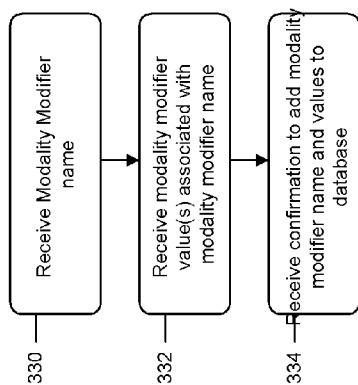 330
Receive Modality Modifier
name
332
Receive modality modifier
value(s) associated with
modality modifier name
334
Receive confirmation to add modality
modifier name and values to
database